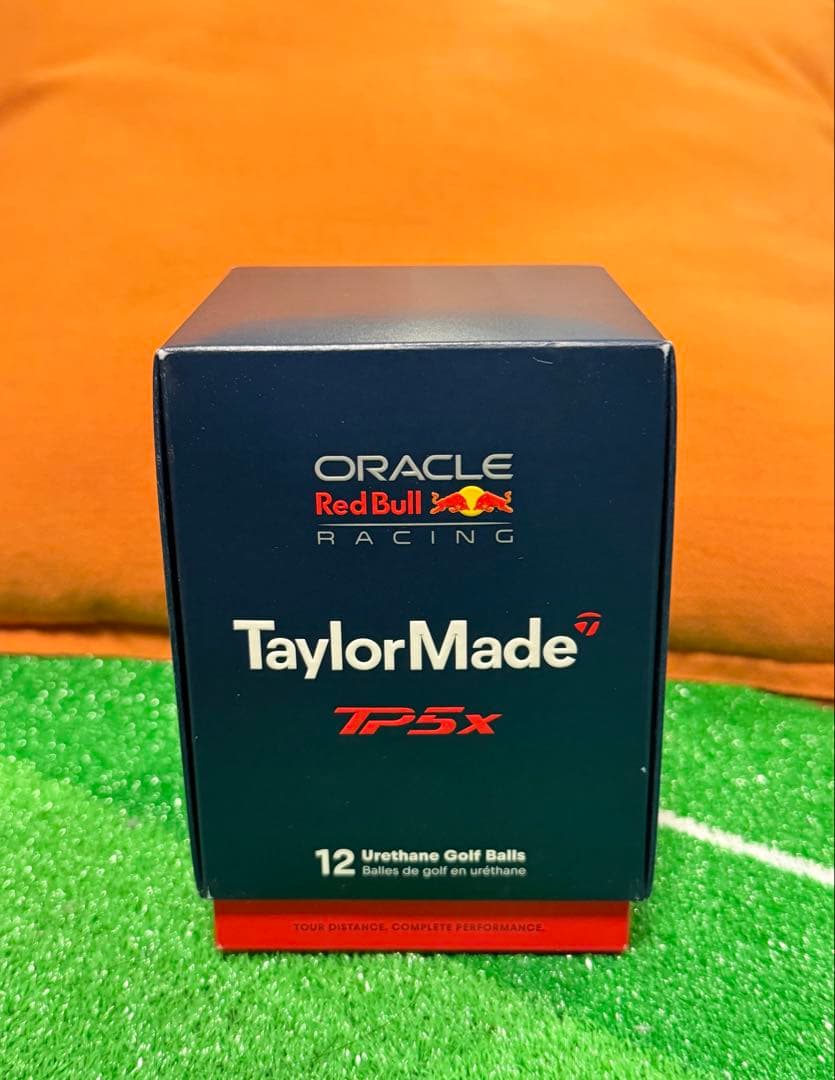 ORACLE
Red Bull
RACING
TaylorMade
TP5x
12 Urethane Golf Balls
Balles de golf en uréthane
TOUR DISTANCE. COMPLETE PERFORMANCE.